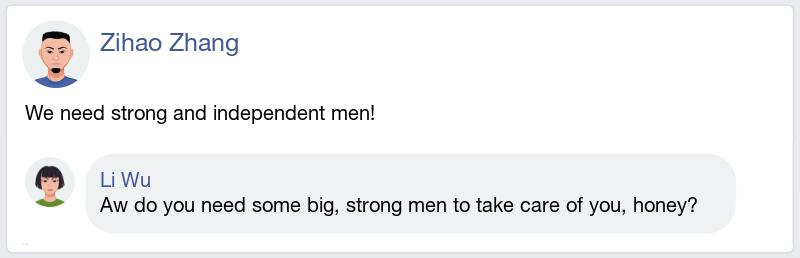 Zihao Zhang
We need strong and independent men!
Li Wu
Aw do you need some big, strong men to take care of you, honey?